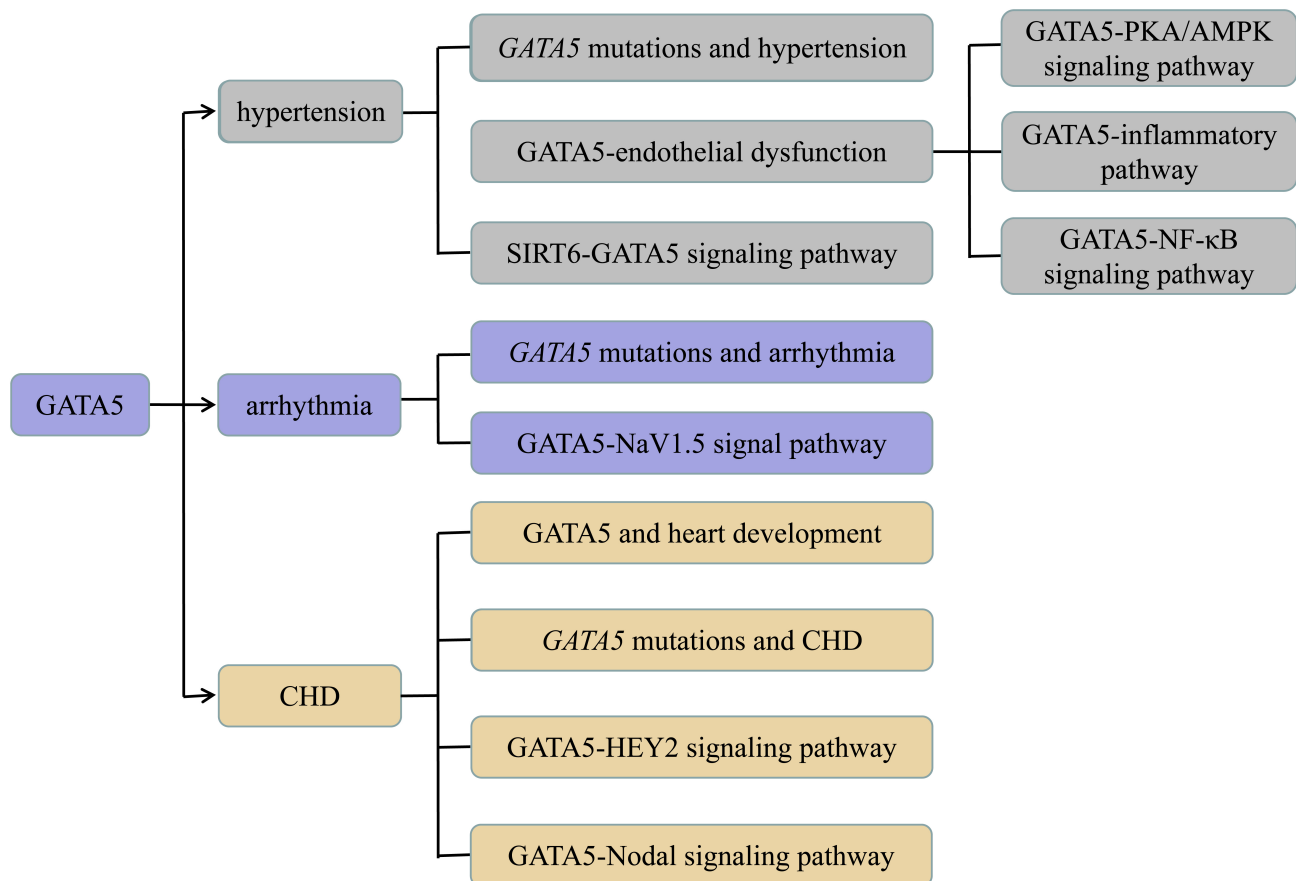 GATA5
hypertension
GATA5 mutations and hypertension
GATA5-endothelial dysfunction
GATA5-PKA/AMPK
signaling pathway
GATA5-inflammatory
pathway
GATA5-NF-κB
signaling pathway
SIRT6-GATA5 signaling pathway
arrhythmia
GATA5 mutations and arrhythmia
GATA5-NaV1.5 signal pathway
CHD
GATA5 and heart development
GATA5 mutations and CHD
GATA5-HEY2 signaling pathway
GATA5-Nodal signaling pathway